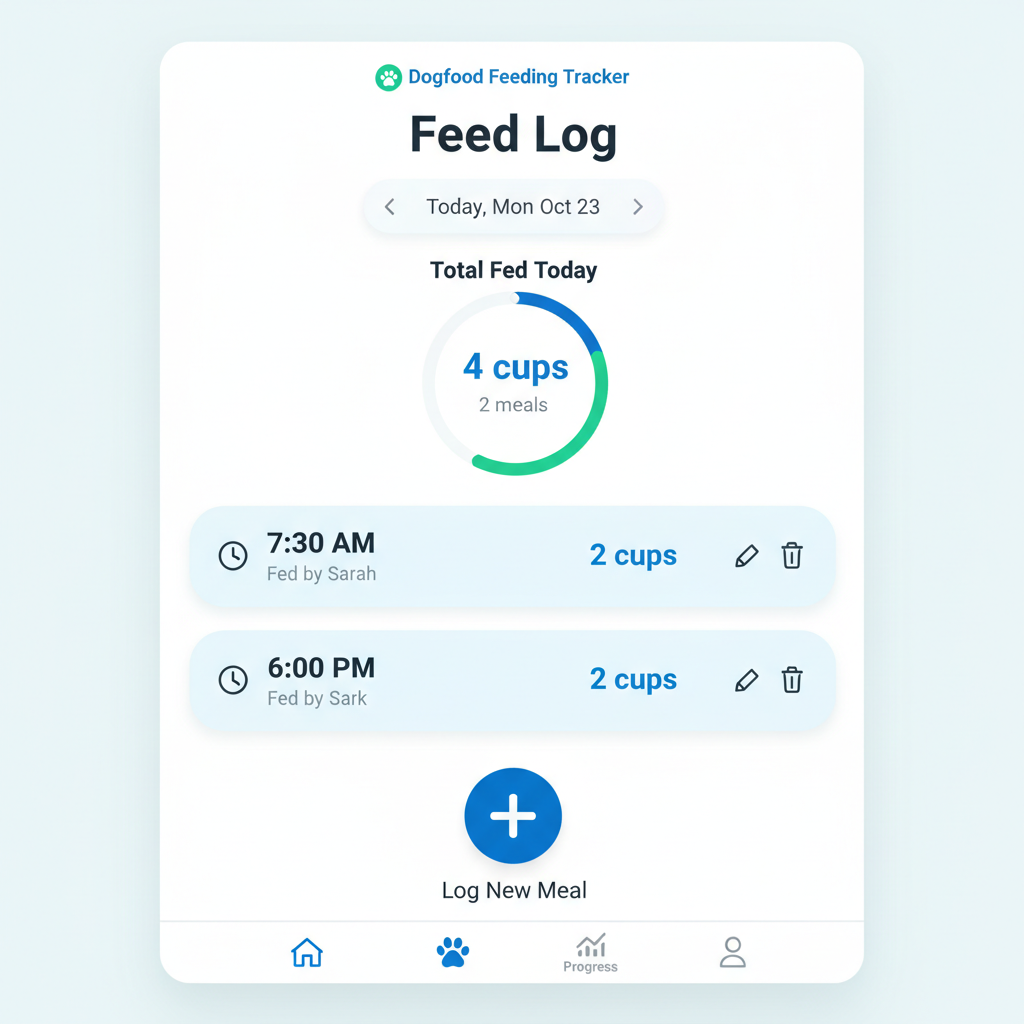 Dogfood Feeding Tracker
Feed Log
Today, Mon Oct 23
Total Fed Today
4 cups
2 meals
7:30 AM
Fed by Sarah
2 cups
6:00 PM
Fed by Sark
2 cups
Log New Meal
Progress